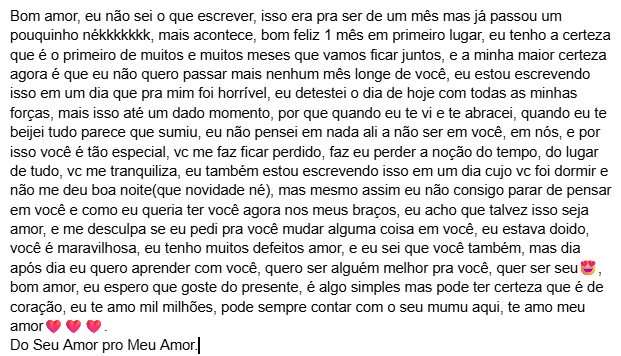 Bom amor, eu não sei o que escrever, isso era pra ser de um mês mas já passou um
pouquinho nékkkkkkk, mais acontece, bom feliz 1 mês em primeiro lugar, eu tenho a certeza
que é o primeiro de muitos e muitos meses que vamos ficar juntos, e a minha maior certeza
agora é que eu não quero passar mais nenhum mês longe de você, eu estou escrevendo
isso em um dia que pra mim foi horrível, eu detestei o dia de hoje com todas as minhas
forças, mais isso até um dado momento, por que quando eu te vi e te abracei, quando eu te
beijei tudo parece que sumiu, eu não pensei em nada ali a não ser em você, em nós, e por
isso você é tão especial, vc me faz ficar perdido, faz eu perder a noção do tempo, do lugar
de tudo, vc me tranquiliza, eu também estou escrevendo isso em um dia cujo vc foi dormir e
não me deu boa noite(que novidade né), mas mesmo assim eu não consigo parar de pensar
em você e como eu queria ter você agora nos meus braços, eu acho que talvez isso seja
amor, e me desculpa se eu pedi pra você mudar alguma coisa em você, eu estava doido,
você é maravilhosa, eu tenho muitos defeitos amor, e eu sei que você também, mas dia
após dia eu quero aprender com você, quero ser alguém melhor pra você, quer ser seu😍,
bom amor, eu espero que goste do presente, é algo simples mas pode ter certeza que é de
coração, eu te amo mil milhões, pode sempre contar com o seu mumu aqui, te amo meu
amor❤️ ❤️ ❤️ .
Do Seu Amor pro Meu Amor.